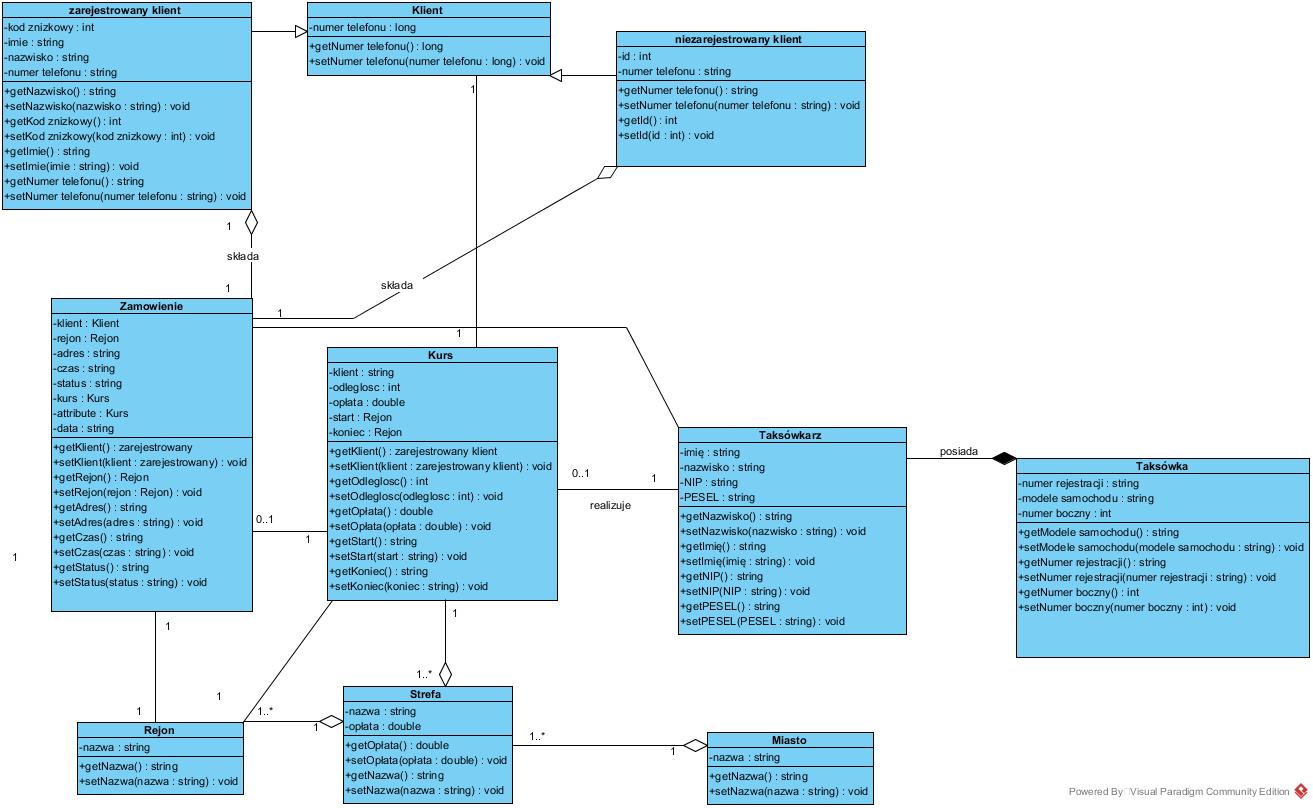 zarejestrowany klient
-kod znizkowy : int
-imie : string
-nazwisko : string
-numer telefonu : string
+getNazwisko() : string
+setNazwisko(nazwisko : string) : void
+getKod znizkowy() : int
+setKod znizkowy(kod znizkowy : int) : void
+getImie() : string
+setImie(imie : string) : void
+getNumer telefonu() : string
+setNumer telefonu(numer telefonu : string) : void
Klient
-numer telefonu : long
+getNumer telefonu() : long
+setNumer telefonu(numer telefonu : long) : void
niezarejestrowany klient
-id : int
-numer telefonu : string
+getNumer telefonu() : string
+setNumer telefonu(numer telefonu : string) : void
+getId() : int
+setId(id : int) : void
1
1
składa
1
składa
1
1
Zamowienie
-klient : Klient
-rejon : Rejon
-adres : string
-czas : string
-status : string
-kurs : Kurs
-attribute : Kurs
-data : string
+getKlient() : zarejestrowany
+setKlient(klient : zarejestrowany) : void
+getRejon() : Rejon
+setRejon(rejon : Rejon) : void
+getAdres() : string
+setAdres(adres : string) : void
+getCzas() : string
+setCzas(czas : string) : void
+getStatus() : string
+setStatus(status : string) : void
Kurs
-klient : string
-odleglosc : int
-opłata : double
-start : Rejon
-koniec : Rejon
+getKlient() : zarejestrowany klient
+setKlient(klient : zarejestrowany klient) : void
+getOdleglosc() : int
+setOdleglosc(odleglosc : int) : void
+getOpłata() : double
+setOpłata(opłata : double) : void
+getStart() : string
+setStart(start : string) : void
+getKoniec() : string
+setKoniec(koniec : string) : void
0..1
1
realizuje
Taksówkarz
-imię : string
-nazwisko : string
-NIP : string
-PESEL : string
+getNazwisko() : string
+setNazwisko(nazwisko : string) : void
+getImię() : string
+setImię(imię : string) : void
+getNIP() : string
+setNIP(NIP : string) : void
+getPESEL() : string
+setPESEL(PESEL : string) : void
posiada
Taksówka
-numer rejestracji : string
-modele samochodu : string
-numer boczny : int
+getModele samochodu() : string
+setModele samochodu(modele samochodu : string) : void
+getNumer rejestracji() : string
+setNumer rejestracji(numer rejestracji : string) : void
+getNumer boczny() : int
+setNumer boczny(numer boczny : int) : void
0..1
1
1
1
1
1..*
1
1
1..*
1
Rejon
-nazwa : string
+getNazwa() : string
+setNazwa(nazwa : string) : void
Strefa
-nazwa : string
-opłata : double
+getOpłata() : double
+setOpłata(opłata : double) : void
+getNazwa() : string
+setNazwa(nazwa : string) : void
1..*
1
Miasto
-nazwa : string
+getNazwa() : string
+setNazwa(nazwa : string) : void
Powered By Visual Paradigm Community Edition